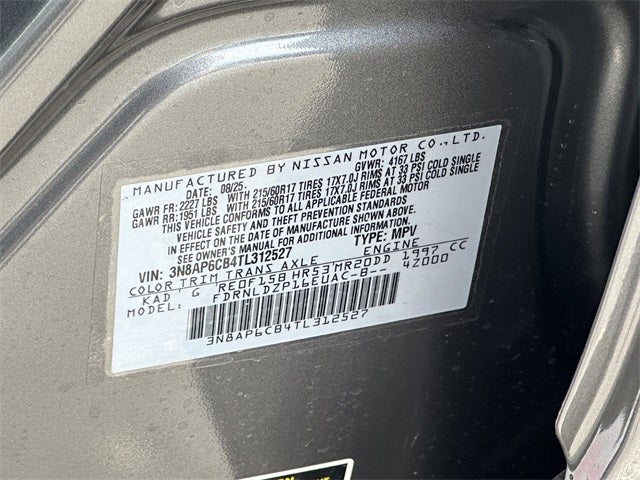 MANUFACTURED BY NISSAN MOTOR CO.,LTD.
DATE: 08/25 GVWR: 4167 LBS
GAWR FR: 2227 LBS WITH 215/60R17 TIRES 17X7.0J RIMS AT 33 PSI COLD SINGLE
GAWR RR: 1951 LBS WITH 215/60R17 TIRES 17X7.0J RIMS AT 33 PSI COLD SINGLE
THIS VEHICLE CONFORMS TO ALL APPLICABLE FEDERAL MOTOR
VEHICLE SAFETY AND THEFT PREVENTION STANDARDS
IN EFFECT ON THE DATE OF MANUFACTURE SHOWN ABOVE.
SEE OWNER'S MANUAL FOR ADDITIONAL INFORMATION.
VIN: 3N8AP6CB4TL312527 TYPE: MPV
COLOR TRIM TRANS AXLE ENGINE
KAD G RE0F15B HR53 MR20DD 1997 CC
MODEL: FDRNLDZP16EUAC-B-- 4Z000
3N8AP6CB4TL312527